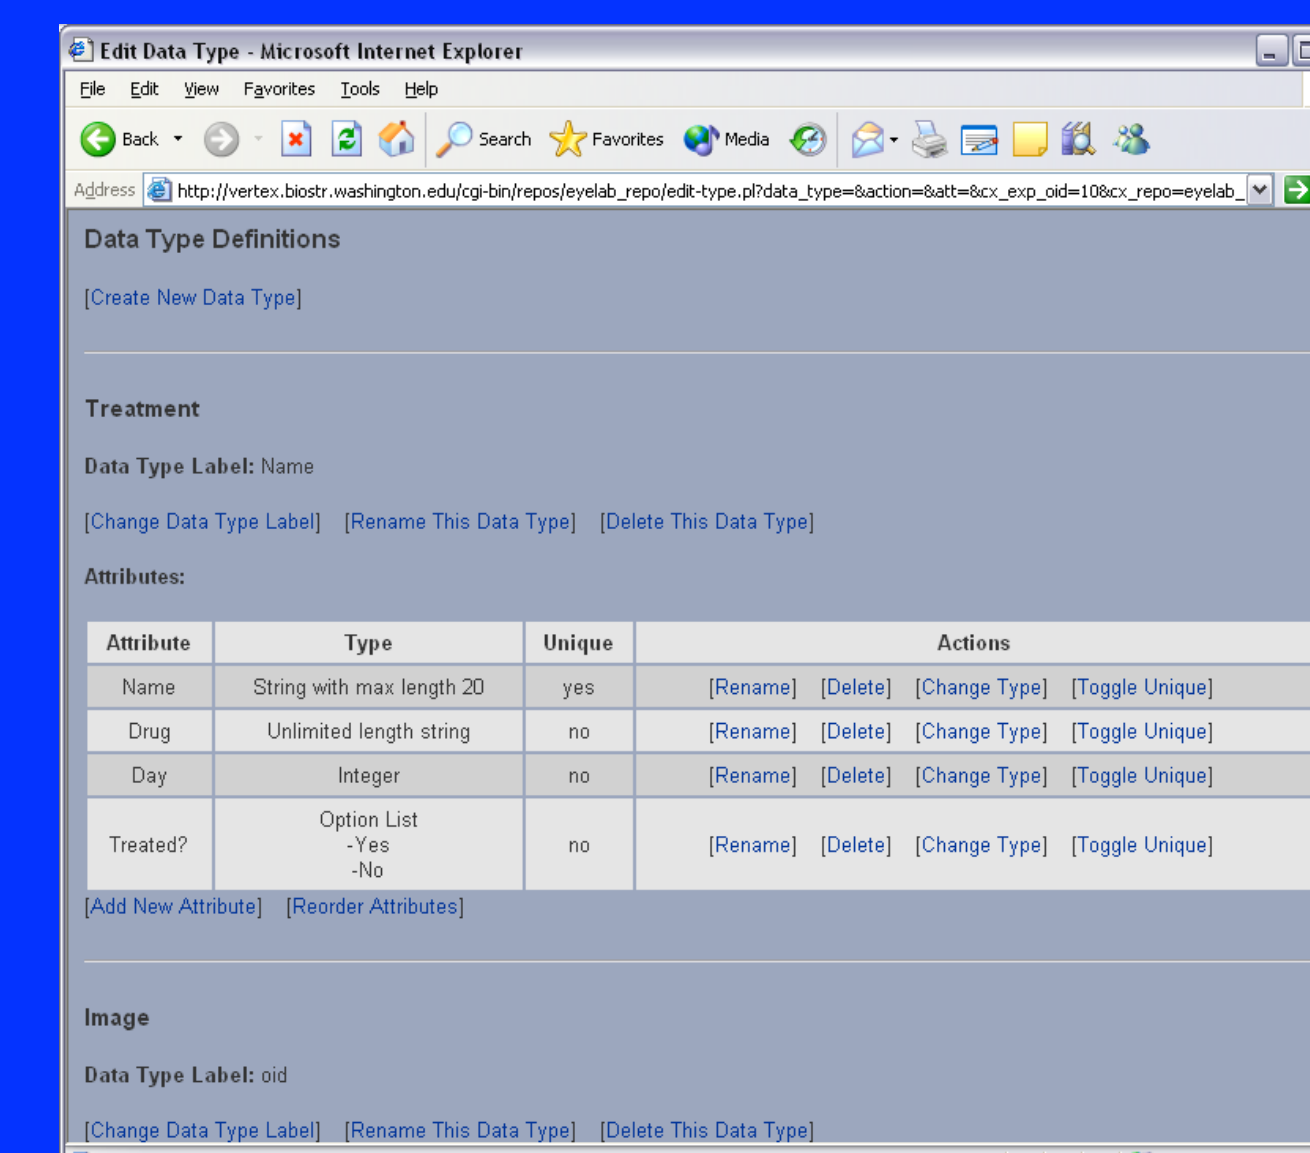 Edit Data Type - Microsoft Internet Explorer
File Edit View Favorites Tools Help
Back Search Favorites Media
Address http://vertex.biostr.washington.edu/cgi-bin/repos/eyelab_repo/edit-type.pl?data_type=&action=&att=&cx_exp_oid=10&cx_repo=eyelab_
Data Type Definitions
[Create New Data Type]
Treatment
Data Type Label: Name
[Change Data Type Label] [Rename This Data Type] [Delete This Data Type]
Attributes:
Attribute Type Unique Actions
Name String with max length 20 yes [Rename] [Delete] [Change Type] [Toggle Unique]
Drug Unlimited length string no [Rename] [Delete] [Change Type] [Toggle Unique]
Day Integer no [Rename] [Delete] [Change Type] [Toggle Unique]
Option List
Treated? -Yes no [Rename] [Delete] [Change Type] [Toggle Unique]
-No
[Add New Attribute] [Reorder Attributes]
Image
Data Type Label: oid
[Change Data Type Label] [Rename This Data Type] [Delete This Data Type]